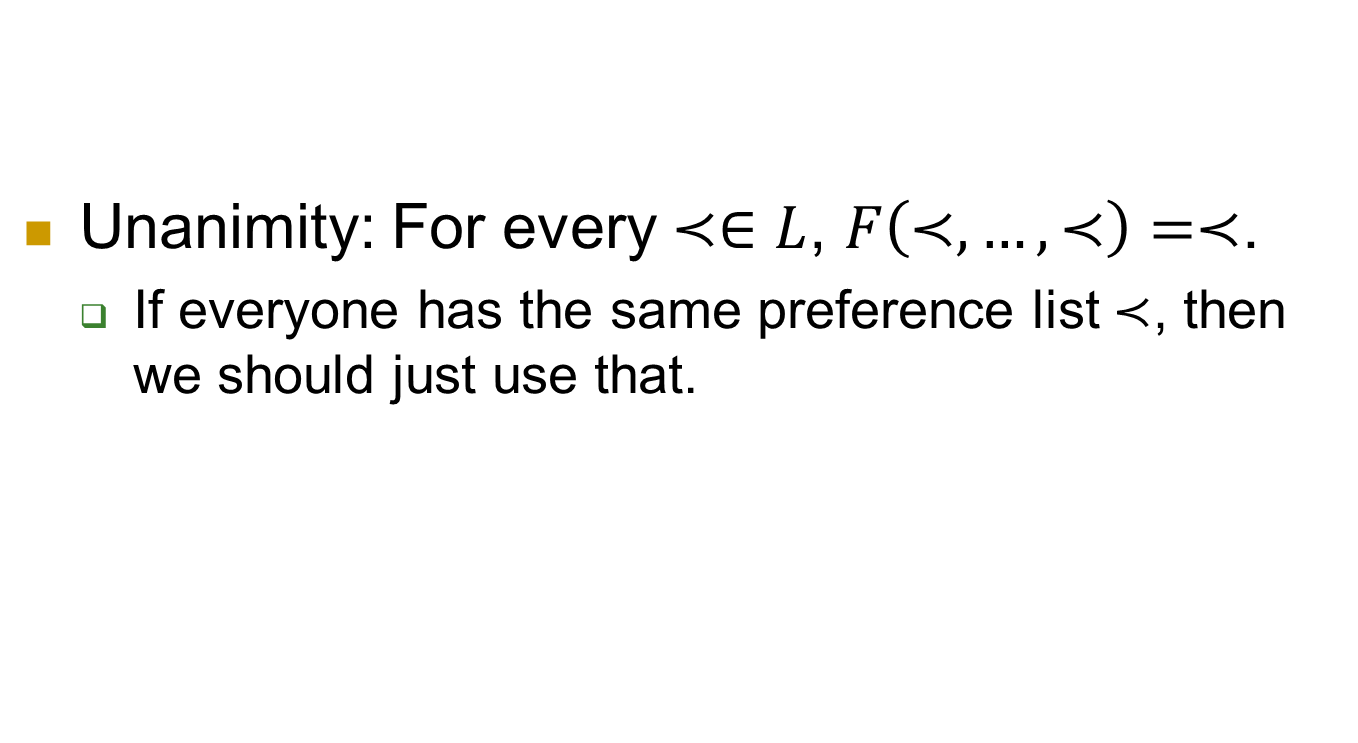 Unanimity: For every ≺∈ L, F(≺, … , ≺) =≺.
If everyone has the same preference list ≺, then
we should just use that.